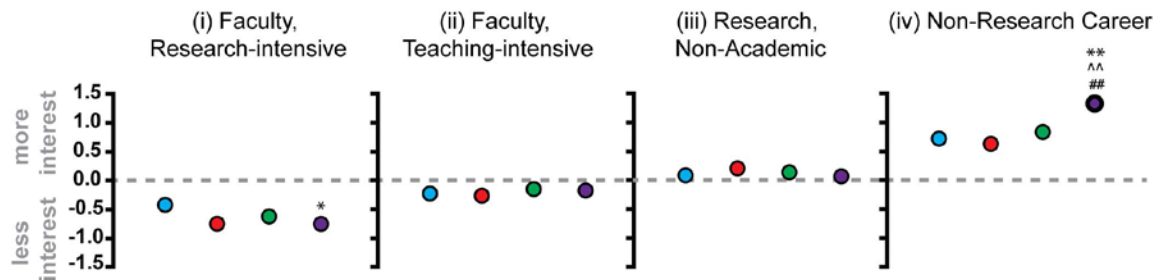 (i) Faculty,
Research-intensive
(ii) Faculty,
Teaching-intensive
(iii) Research,
Non-Academic
(iv) Non-Research Career
more
interest
less
interest
1.5
1.0
0.5
0.0
-0.5
-1.0
-1.5
*
**
^^
##